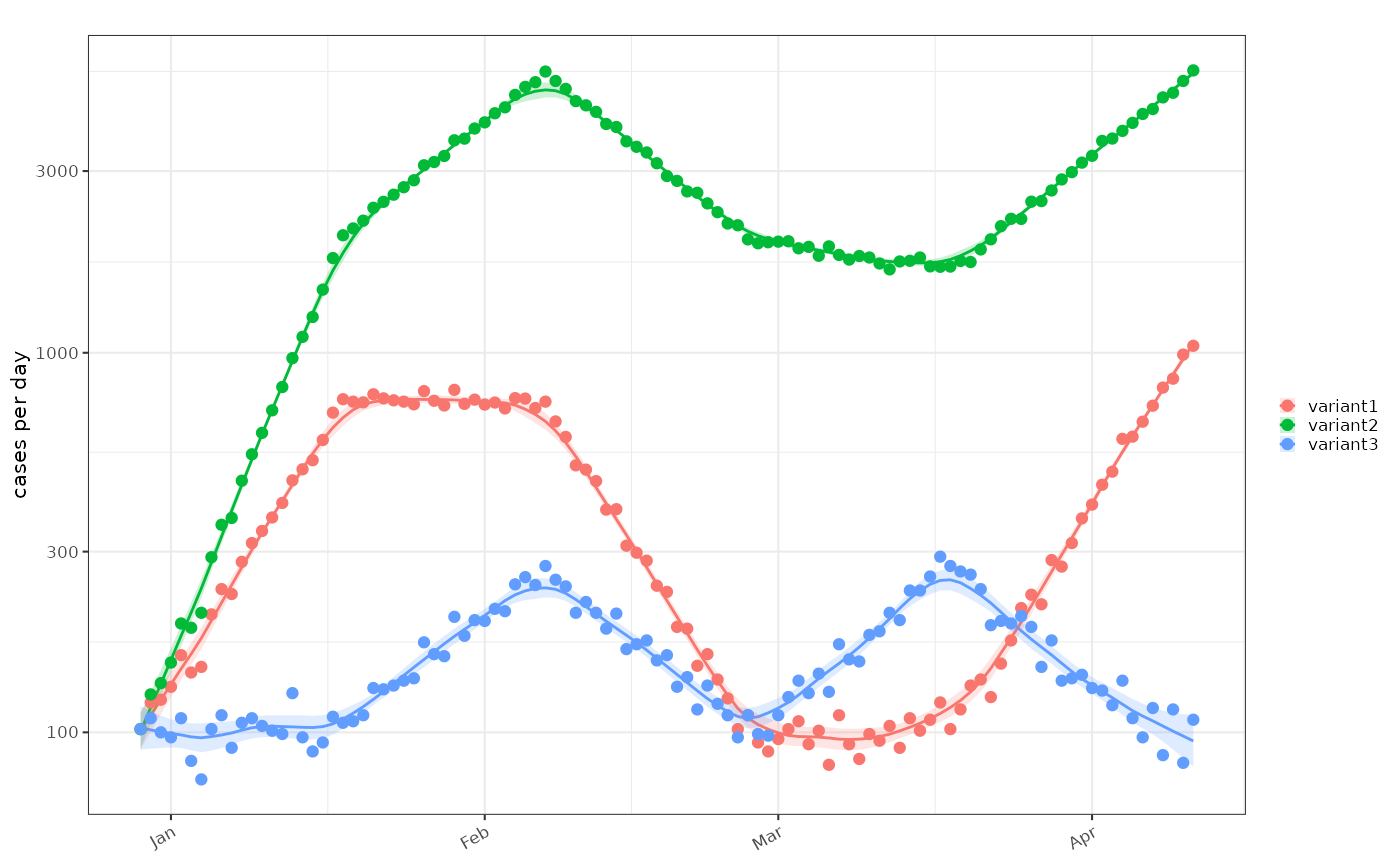 cases per day
3000
1000
300
100
Jan
Feb
Mar
Apr
variant1
variant2
variant3